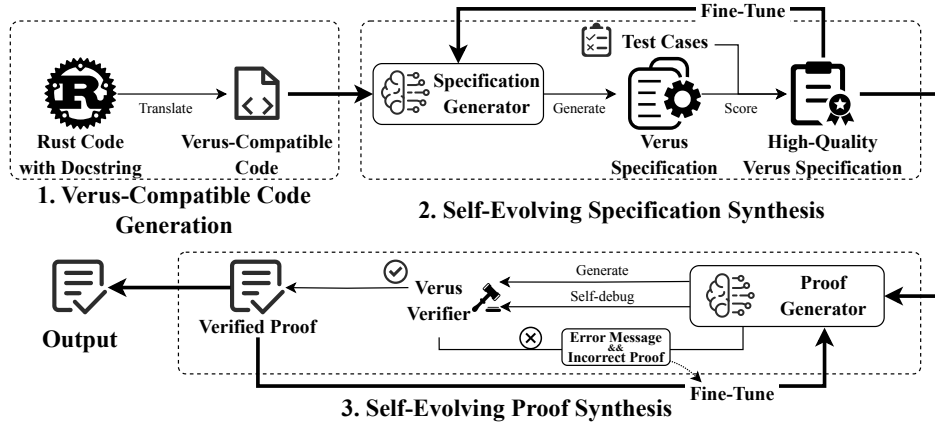 Fine-Tune
Test Cases
Specification
Generator
Translate
Generate
Score
Rust Code
with Docstring
Verus-Compatible
Code
Verus
Specification
High-Quality
Verus Specification
1. Verus-Compatible Code
Generation
2. Self-Evolving Specification Synthesis
Output
Verified Proof
Verus
Verifier
Generate
Self-debug
Proof
Generator
Error Message
&&
Incorrect Proof
Fine-Tune
3. Self-Evolving Proof Synthesis